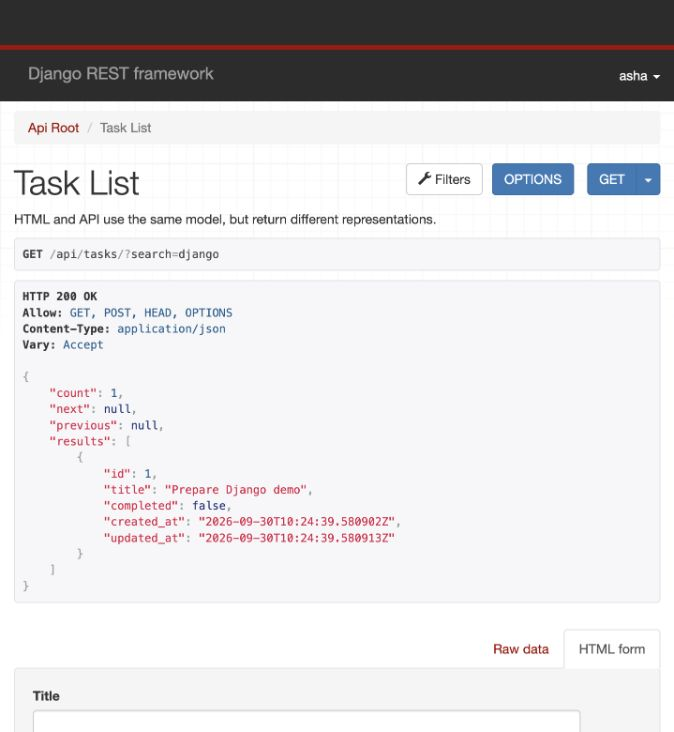 Django REST framework
asha
Api Root / Task List
Task List
Filters
OPTIONS
GET
HTML and API use the same model, but return different representations.
GET /api/tasks/?search=django
HTTP 200 OK
Allow: GET, POST, HEAD, OPTIONS
Content-Type: application/json
Vary: Accept
{
    "count": 1,
    "next": null,
    "previous": null,
    "results": [
        {
            "id": 1,
            "title": "Prepare Django demo",
            "completed": false,
            "created_at": "2026-09-30T10:24:39.580902Z",
            "updated_at": "2026-09-30T10:24:39.580913Z"
        }
    ]
}
Raw data
HTML form
Title